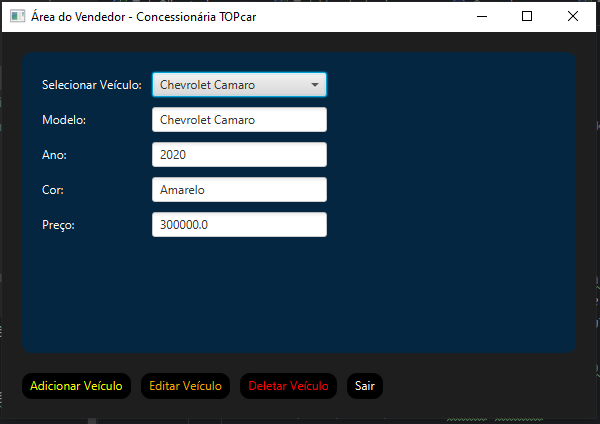 Área do Vendedor - Concessionária TOPcar
Selecionar Veículo: Chevrolet Camaro
Modelo: Chevrolet Camaro
Ano: 2020
Cor: Amarelo
Preço: 300000.0
Adicionar Veículo Editar Veículo Deletar Veículo Sair